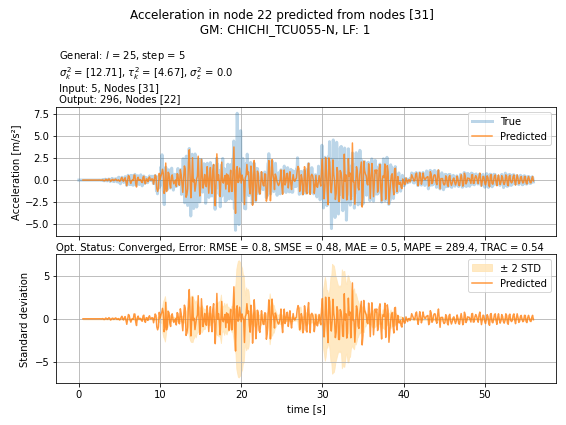 Acceleration in node 22 predicted from nodes [31]
GM: CHICHI_TCU055-N, LF: 1
General: l = 25, step = 5
σ²ₖ = [12.71], τ²ₖ = [4.67], σ²ε = 0.0
Input: 5, Nodes [31]
Output: 296, Nodes [22]
Acceleration [m/s²]
7.5
5.0
2.5
0.0
−2.5
−5.0
True
Predicted
Opt. Status: Converged, Error: RMSE = 0.8, SMSE = 0.48, MAE = 0.5, MAPE = 289.4, TRAC = 0.54
Standard deviation
5
0
−5
± 2 STD
Predicted
0 10 20 30 40 50
time [s]